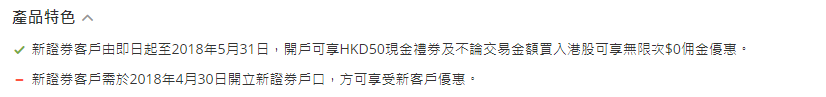 產品特色
新證券客戶由即日起至2018年5月31日，開戶可享HKD50現金禮券及不論交易金額買入港股可享無限次$0佣金優惠。
新證券客戶需於2018年4月30日開立新證券戶口，方可享受新客戶優惠。